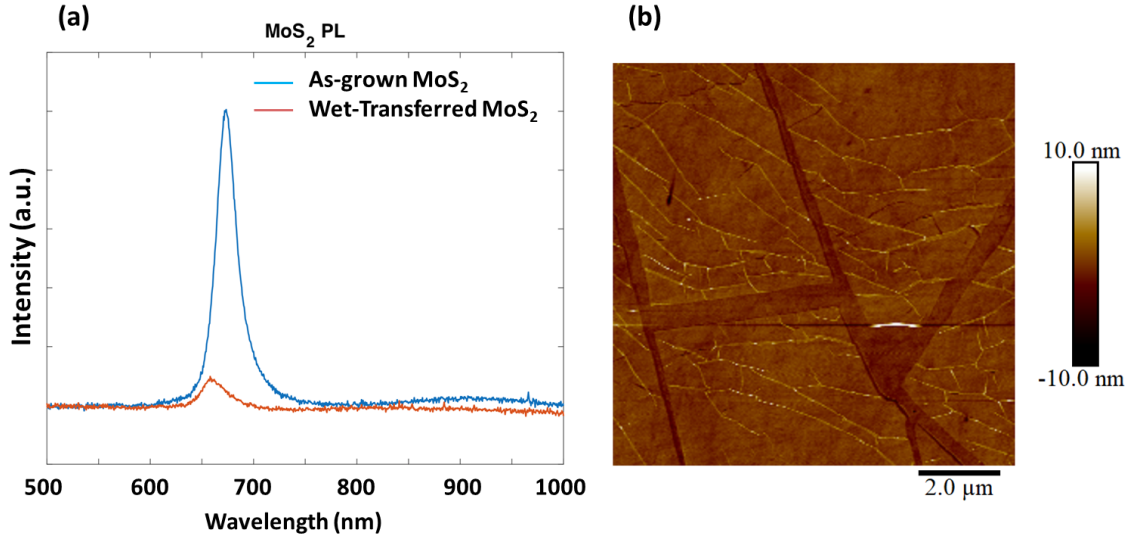 (a)
MoS₂ PL
As-grown MoS₂
Wet-Transferred MoS₂
Intensity (a.u.)
500 600 700 800 900 1000
Wavelength (nm)
(b)
10.0 nm
-10.0 nm
2.0 µm